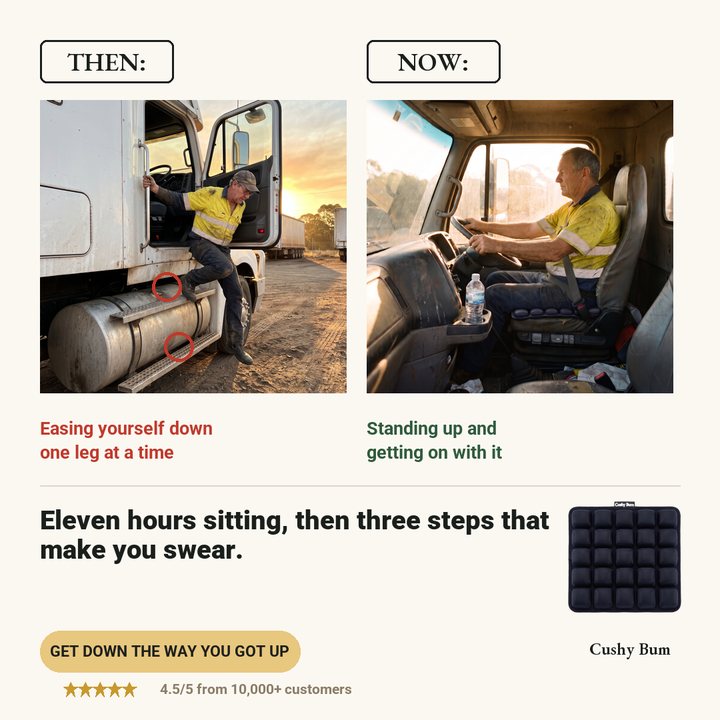 THEN:
NOW:
Easing yourself down
one leg at a time
Standing up and
getting on with it
Eleven hours sitting, then three steps that
make you swear.
Cushy Bum
GET DOWN THE WAY YOU GOT UP
4.5/5 from 10,000+ customers